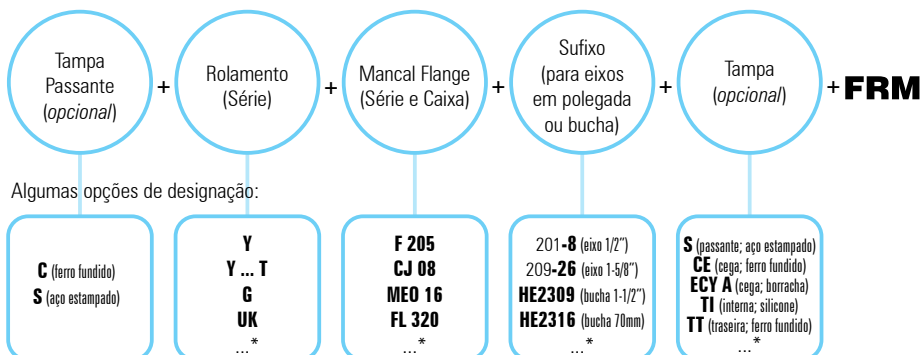 Tampa
Passante
(opcional)
+
Rolamento
(Série)
+
Mancal Flange
(Série e Caixa)
+
Sufixo
(para eixos
em polegada
ou bucha)
+
Tampa
(opcional)
+ FRM
Algumas opções de designação:
C (ferro fundido)
S (aço estampado)
Y
Y ... T
G
UK
... *
F 205
CJ 08
MEO 16
FL 320
... *
201-8 (eixo 1/2")
209-26 (eixo 1-5/8")
HE2309 (bucha 1-1/2")
HE2316 (bucha 70mm)
... *
S (passante; aço estampado)
CE (cega; ferro fundido)
ECY A (cega; borracha)
TI (interna; silicone)
TT (traseira; ferro fundido)
... *